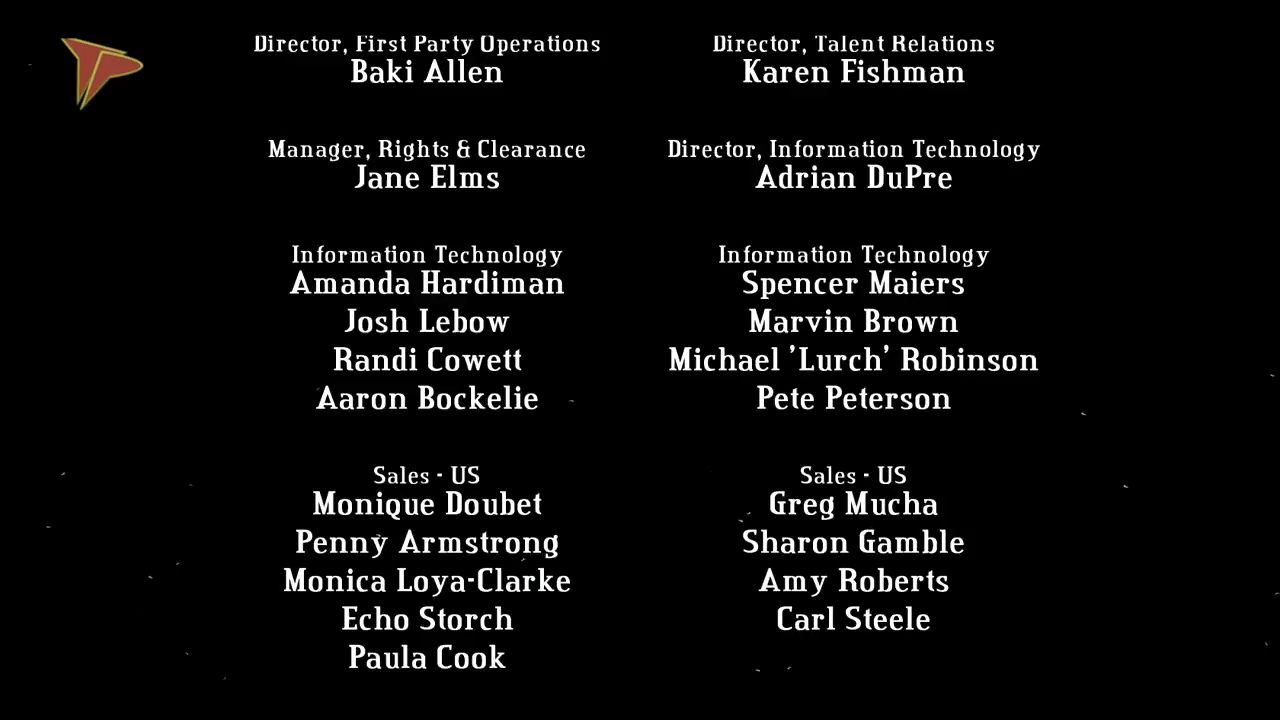 Director, First Party Operations
Baki Allen
Director, Talent Relations
Karen Fishman
Manager, Rights & Clearance
Jane Elms
Director, Information Technology
Adrian DuPre
Information Technology
Amanda Hardiman
Josh Lebow
Randi Cowett
Aaron Bockelie
Information Technology
Spencer Maiers
Marvin Brown
Michael 'Lurch' Robinson
Pete Peterson
Sales - US
Monique Doubet
Penny Armstrong
Monica Loya-Clarke
Echo Storch
Paula Cook
Sales - US
Greg Mucha
Sharon Gamble
Amy Roberts
Carl Steele